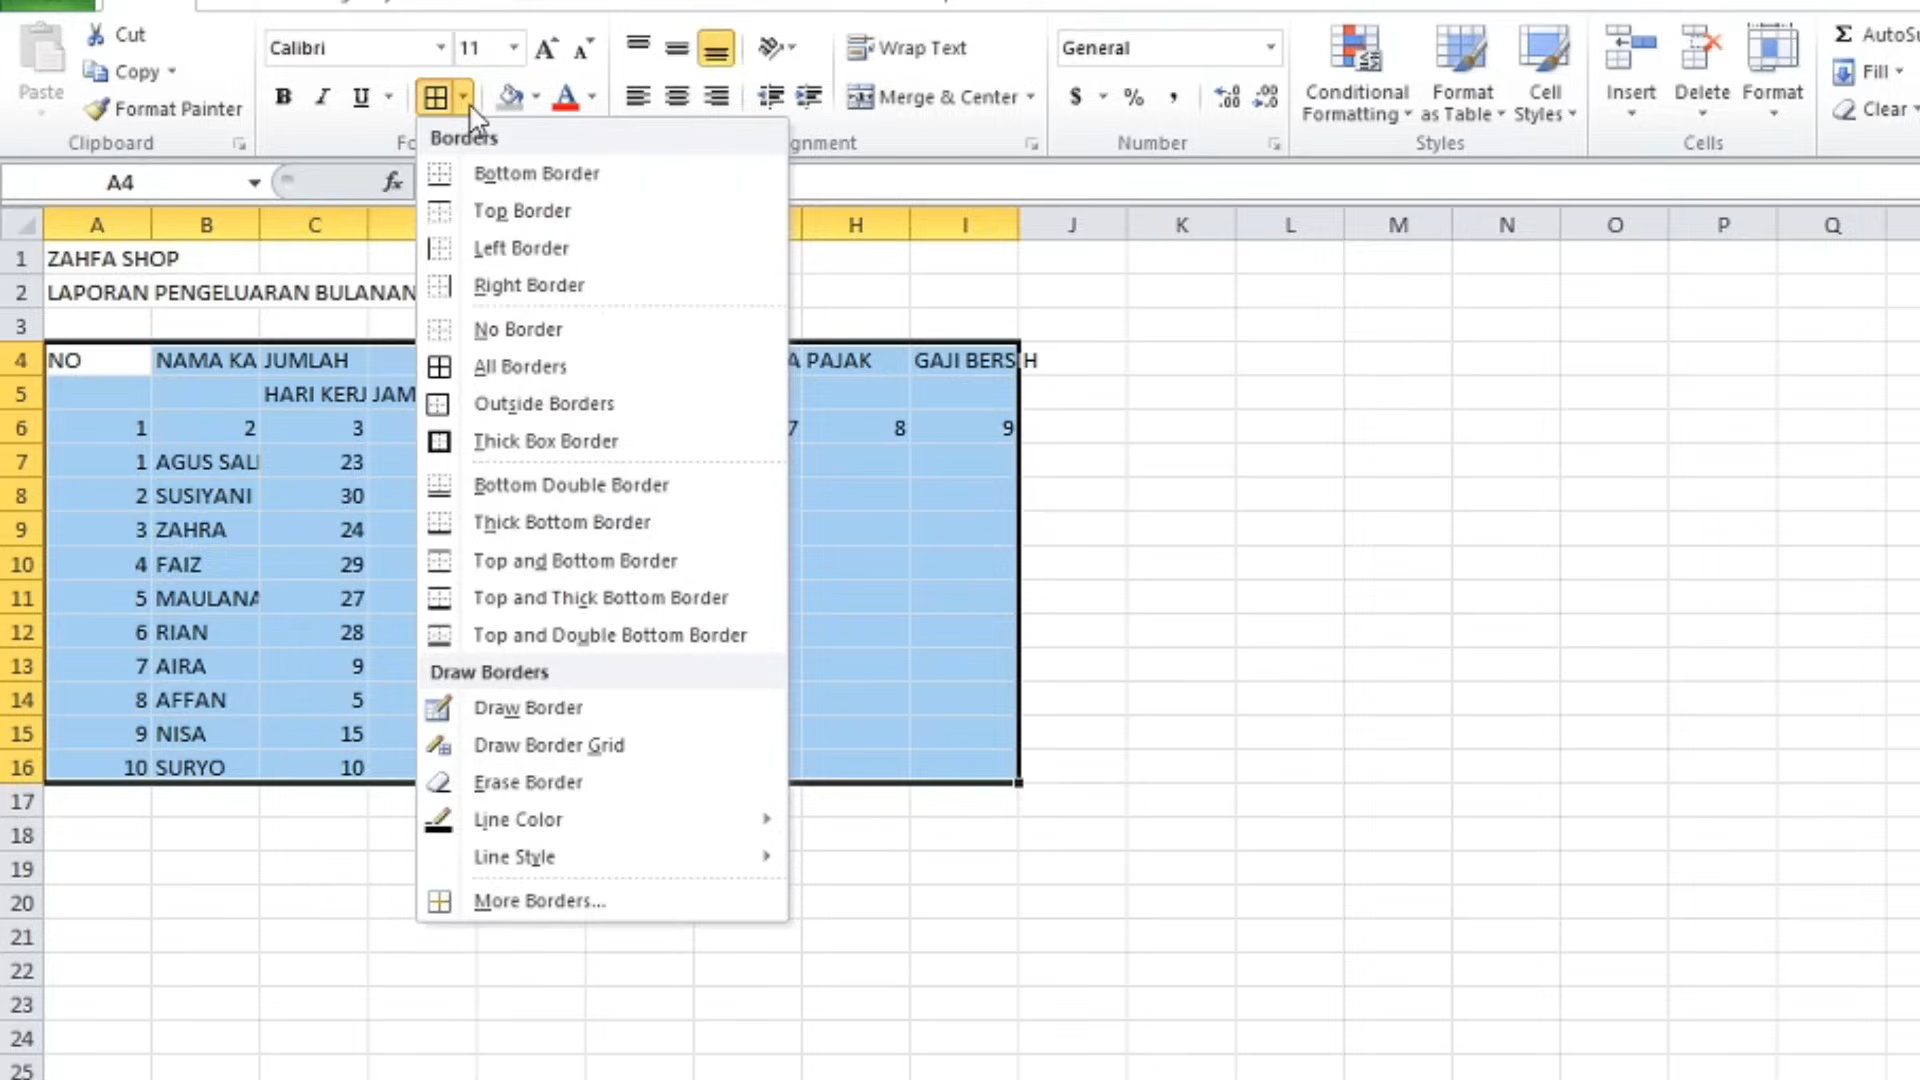 Cut
Calibri 11 Wrap Text General
Copy Fill
Paste B I U Merge & Center $ % , Conditional Format Cell Insert Delete Format
Format Painter Formatting as Table Styles Clear
Clipboard Number Styles Cells
A4 fx
Borders
Bottom Border
Top Border
Left Border
Right Border
No Border
All Borders
Outside Borders
Thick Box Border
Bottom Double Border
Thick Bottom Border
Top and Bottom Border
Top and Thick Bottom Border
Top and Double Bottom Border
Draw Borders
Draw Border
Draw Border Grid
Erase Border
Line Color
Line Style
More Borders...
A B C H I J K L M N O P Q
1 ZAHFA SHOP
2 LAPORAN PENGELUARAN BULANAN
3
4 NO NAMA KA JUMLAH A PAJAK GAJI BERSIH
5 HARI KERJ JAM
6 1 2 3 7 8 9
7 1 AGUS SALI 23
8 2 SUSIYANI 30
9 3 ZAHRA 24
10 4 FAIZ 29
11 5 MAULANA 27
12 6 RIAN 28
13 7 AIRA 9
14 8 AFFAN 5
15 9 NISA 15
16 10 SURYO 10
17
18
19
20
21
22
23
24
25